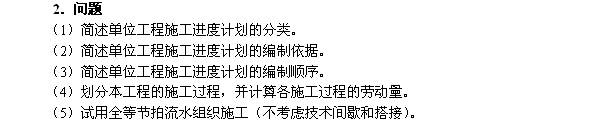 2．问题
（1）简述单位工程施工进度计划的分类。
（2）简述单位工程施工进度计划的编制依据。
（3）简述单位工程施工进度计划的编制顺序。
（4）划分本工程的施工过程，并计算各施工过程的劳动量。
（5）试用全等节拍流水组织施工（不考虑技术间歇和搭接）。